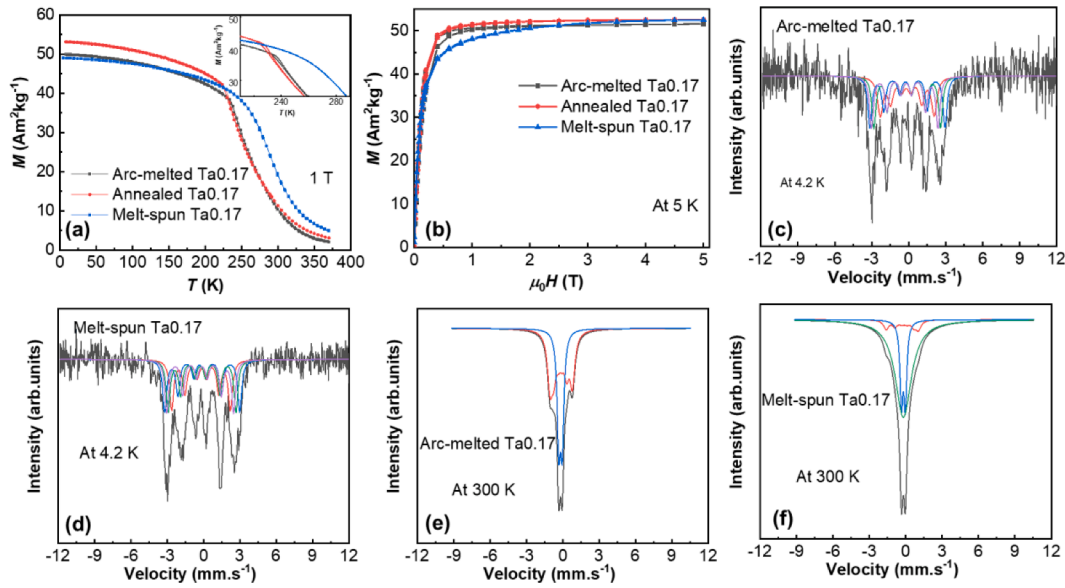 60
50
40
30
20
10
0
M (Am²kg⁻¹)
50
40
30
M (Am²kg⁻¹)
240
280
T (K)
Arc-melted Ta0.17
Annealed Ta0.17
Melt-spun Ta0.17
1 T
(a)
0 50 100 150 200 250 300 350 400
T (K)
50
40
30
20
10
0
M (Am²kg⁻¹)
Arc-melted Ta0.17
Annealed Ta0.17
Melt-spun Ta0.17
At 5 K
(b)
0 1 2 3 4 5
μ₀H (T)
Arc-melted Ta0.17
Intensity (arb.units)
At 4.2 K
(c)
-12 -9 -6 -3 0 3 6 9 12
Velocity (mm.s⁻¹)
Melt-spun Ta0.17
Intensity (arb.units)
At 4.2 K
(d)
-12 -9 -6 -3 0 3 6 9 12
Velocity (mm.s⁻¹)
Intensity (arb.units)
Arc-melted Ta0.17
At 300 K
(e)
-12 -9 -6 -3 0 3 6 9 12
Velocity (mm.s⁻¹)
Intensity (arb.units)
Melt-spun Ta0.17
At 300 K
(f)
-12 -9 -6 -3 0 3 6 9 12
Velocity (mm.s⁻¹)